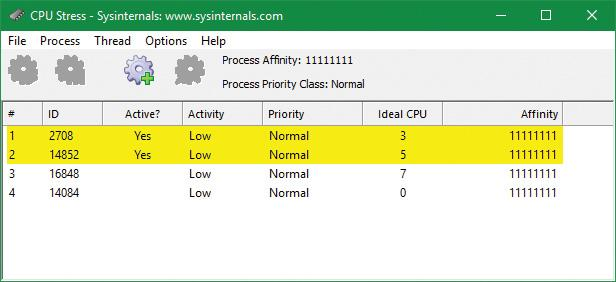 CPU Stress - Sysinternals: www.sysinternals.com
File Process Thread Options Help
Process Affinity: 11111111
Process Priority Class: Normal
# ID Active? Activity Priority Ideal CPU Affinity
1 2708 Yes Low Normal 3 11111111
2 14852 Yes Low Normal 5 11111111
3 16848 Low Normal 7 11111111
4 14084 Low Normal 0 11111111